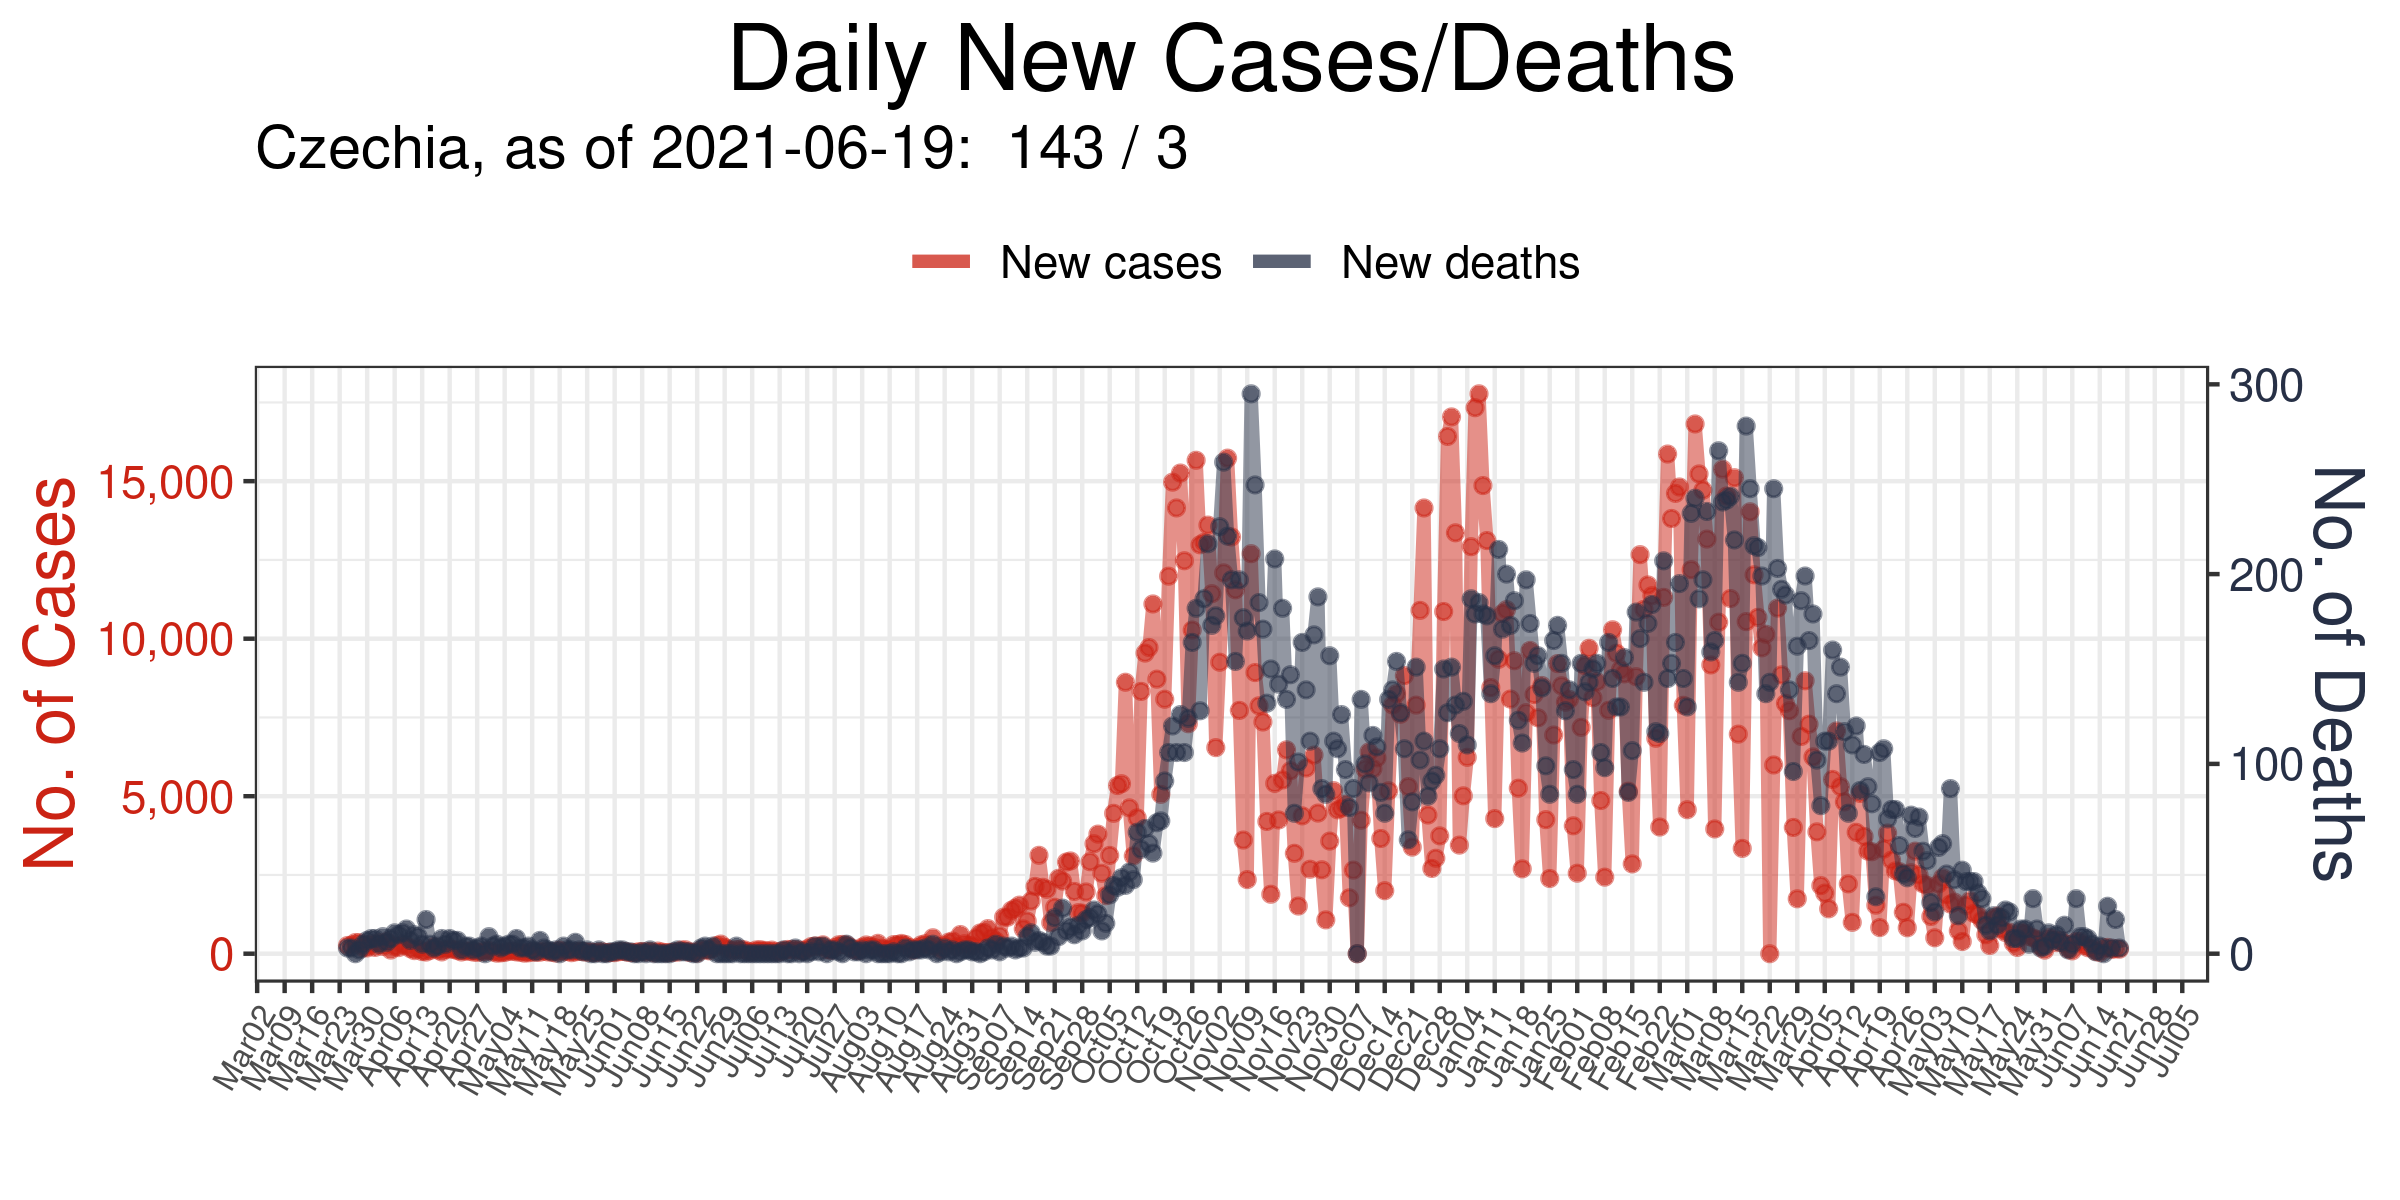 Daily New Cases/Deaths
Czechia, as of 2021-06-19:  143 / 3
New cases
New deaths
No. of Cases
15,000
10,000
5,000
0
300
200
100
0
No. of Deaths
Mar02
Mar09
Mar16
Mar23
Mar30
Apr06
Apr13
Apr20
Apr27
May04
May11
May18
May25
Jun01
Jun08
Jun15
Jun22
Jun29
Jul06
Jul13
Jul20
Jul27
Aug03
Aug10
Aug17
Aug24
Aug31
Sep07
Sep14
Sep21
Sep28
Oct05
Oct12
Oct19
Oct26
Nov02
Nov09
Nov16
Nov23
Nov30
Dec07
Dec14
Dec21
Dec28
Jan04
Jan11
Jan18
Jan25
Feb01
Feb08
Feb15
Feb22
Mar01
Mar08
Mar15
Mar22
Mar29
Apr05
Apr12
Apr19
Apr26
May03
May10
May17
May24
May31
Jun07
Jun14
Jun21
Jun28
Jul05